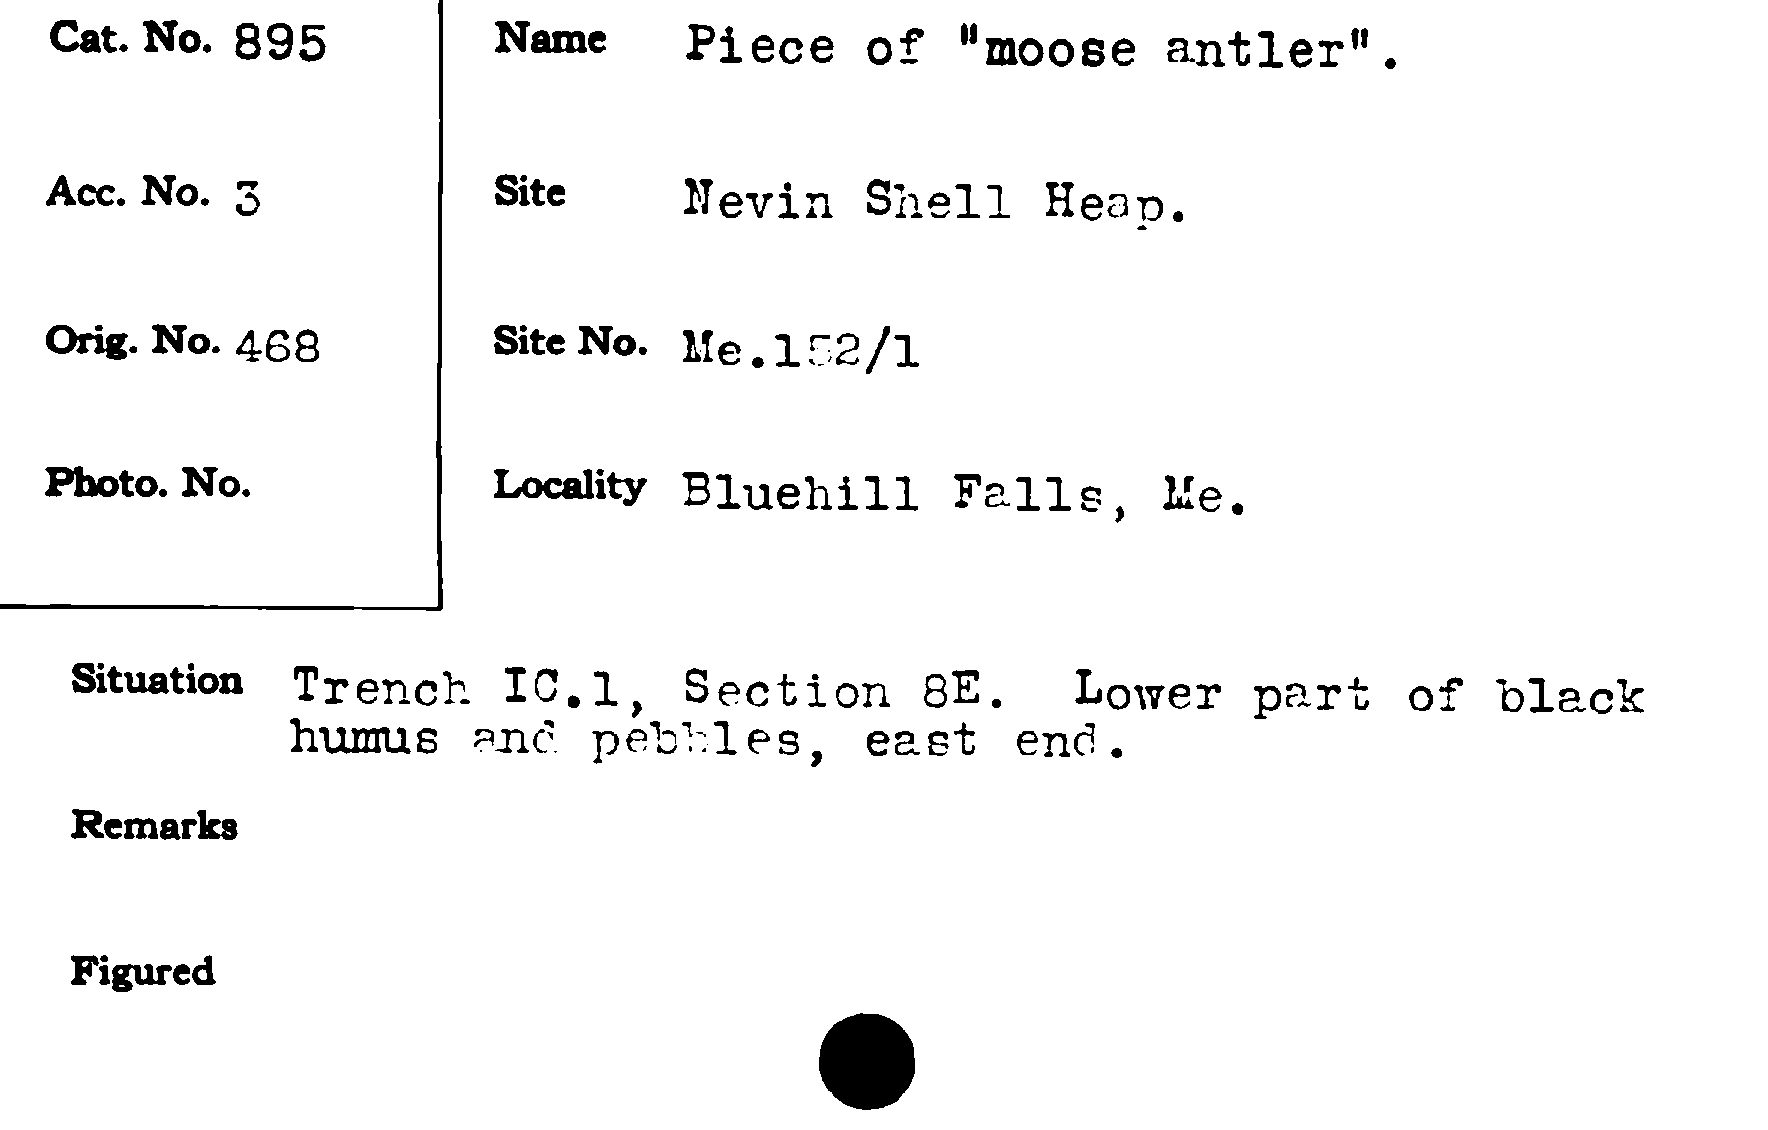 Cat. No. 895
Name Piece of "moose antler".
Acc. No. 3
Site Nevin Shell Heap.
Orig. No. 468
Site No. Me.152/1
Photo. No.
Locality Bluehill Falls, Me.
Situation Trench IC.1, Section 8E. Lower part of black
humus and pebbles, east end.
Remarks
Figured